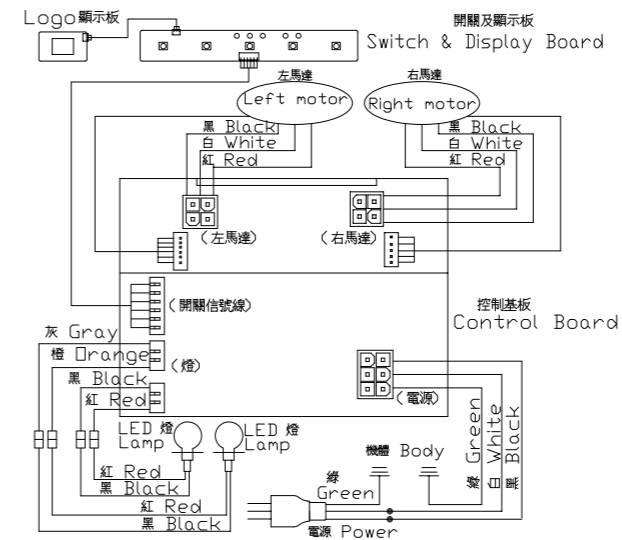 Logo 顯示板
開關及顯示板
Switch & Display Board
左馬達
Left motor
右馬達
Right motor
黑 Black
白 White
紅 Red
黑 Black
白 White
紅 Red
(左馬達)
(右馬達)
(開關信號線)
控制基板
Control Board
灰 Gray
橙 Orange
(燈)
黑 Black
紅 Red
(電源)
LED 燈
Lamp
LED 燈
Lamp
機體 Body
綠 Green
白 White
黑 Black
紅 Red
黑 Black
綠
Green
紅 Red
黑 Black
電源 Power